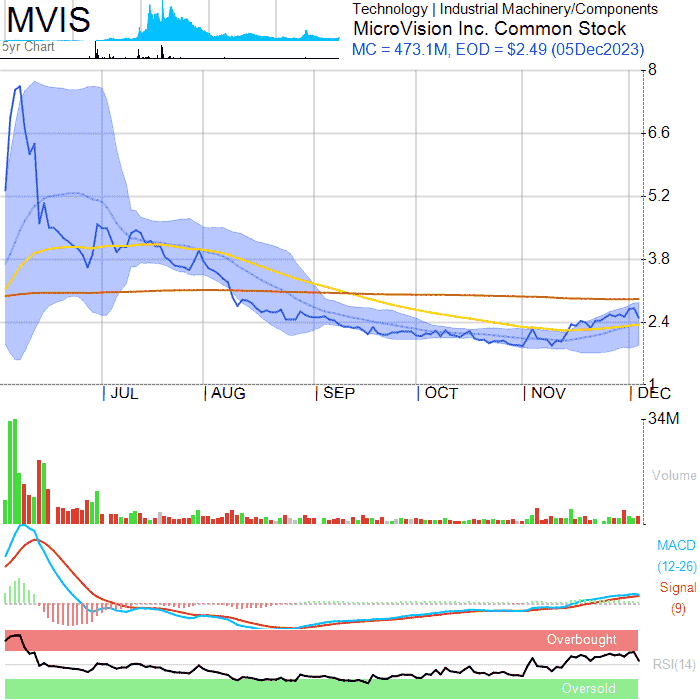 MVIS
5yr Chart
Technology | Industrial Machinery/Components
MicroVision Inc. Common Stock
MC = 473.1M, EOD = $2.49 (05Dec2023)
8
6.6
5.2
3.8
2.4
1
JUL
AUG
SEP
OCT
NOV
DEC
34M
Volume
MACD
(12-26)
Signal
(9)
Overbought
RSI(14)
Oversold